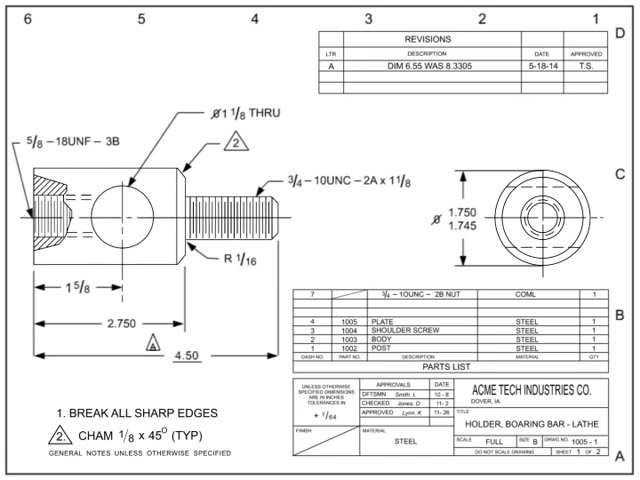 6 5 4 3 2 1
D
REVISIONS
LTR DESCRIPTION DATE APPROVED
A DIM 6.55 WAS 8.3305 5-18-14 T.S.
Ø1 1/8 THRU
5/8 – 18UNF – 3B
2
3/4 – 10UNC – 2A x 11/8
C
Ø 1.750
1.745
R 1/16
1 5/8
2.750
A
4.50
7 3/4 – 10UNC – 2B NUT COML 1
B
4 1005 PLATE STEEL 1
3 1004 SHOULDER SCREW STEEL 1
2 1003 BODY STEEL 1
1 1002 POST STEEL 1
DASH NO. PART NO. DESCRIPTION MATERIAL QTY
PARTS LIST
UNLESS OTHERWISE
SPECIFIED DIMENSIONS
ARE IN INCHES
TOLERANCES IN
+ 1/64
FINISH
APPROVALS DATE
DFTSMN Smith. L 10 - 8
CHECKED Jones. D 11- 2
APPROVED Lynn. K 11- 26
MATERIAL
STEEL
ACME TECH INDUSTRIES CO.
DOVER, IA.
TITLE
HOLDER, BOARING BAR - LATHE
SCALE FULL SIZE B DRWG NO. 1005 - 1
DO NOT SCALE DRAWING SHEET 1 OF 2
A
1. BREAK ALL SHARP EDGES
2. CHAM 1/8 x 45° (TYP)
GENERAL NOTES UNLESS OTHERWISE SPECIFIED